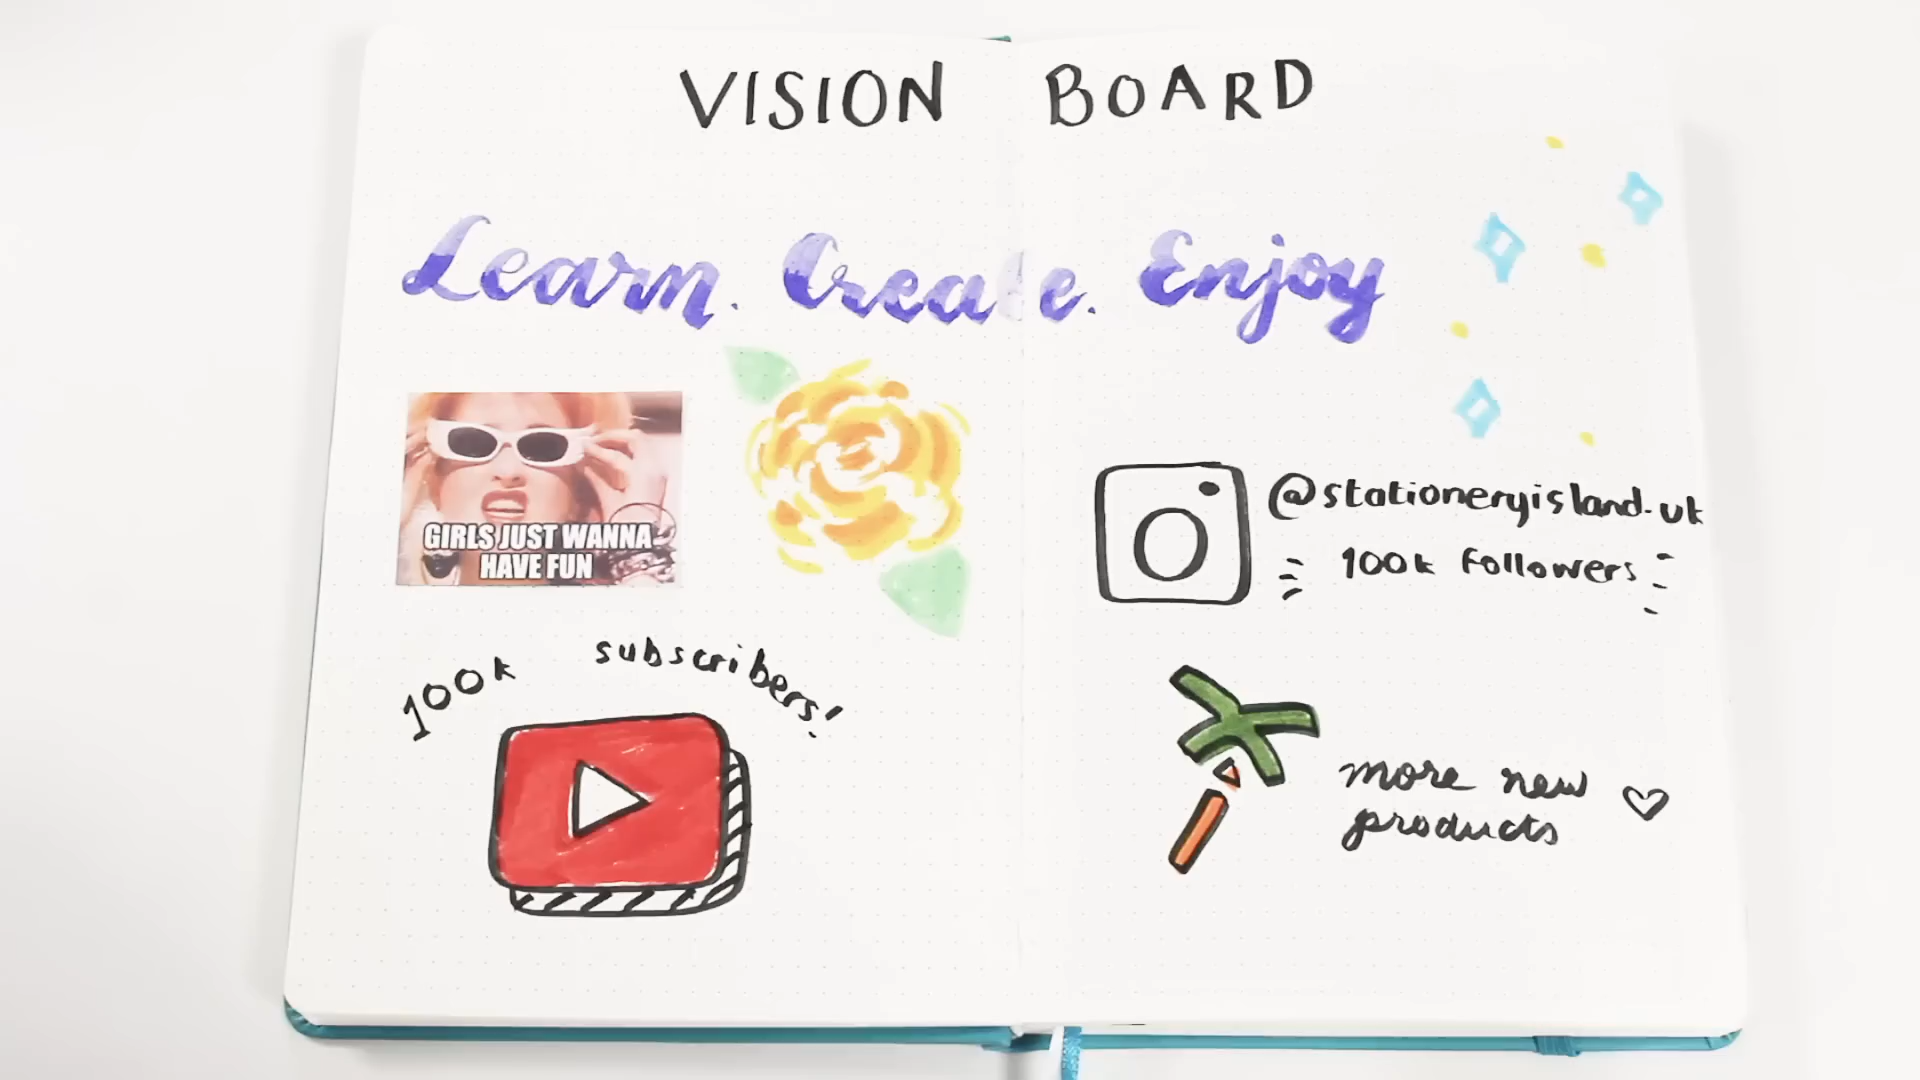 VISION BOARD
Learn. Create. Enjoy
GIRLS JUST WANNA
HAVE FUN
@stationeryisland.uk
100k followers
100k subscribers!
more new
products